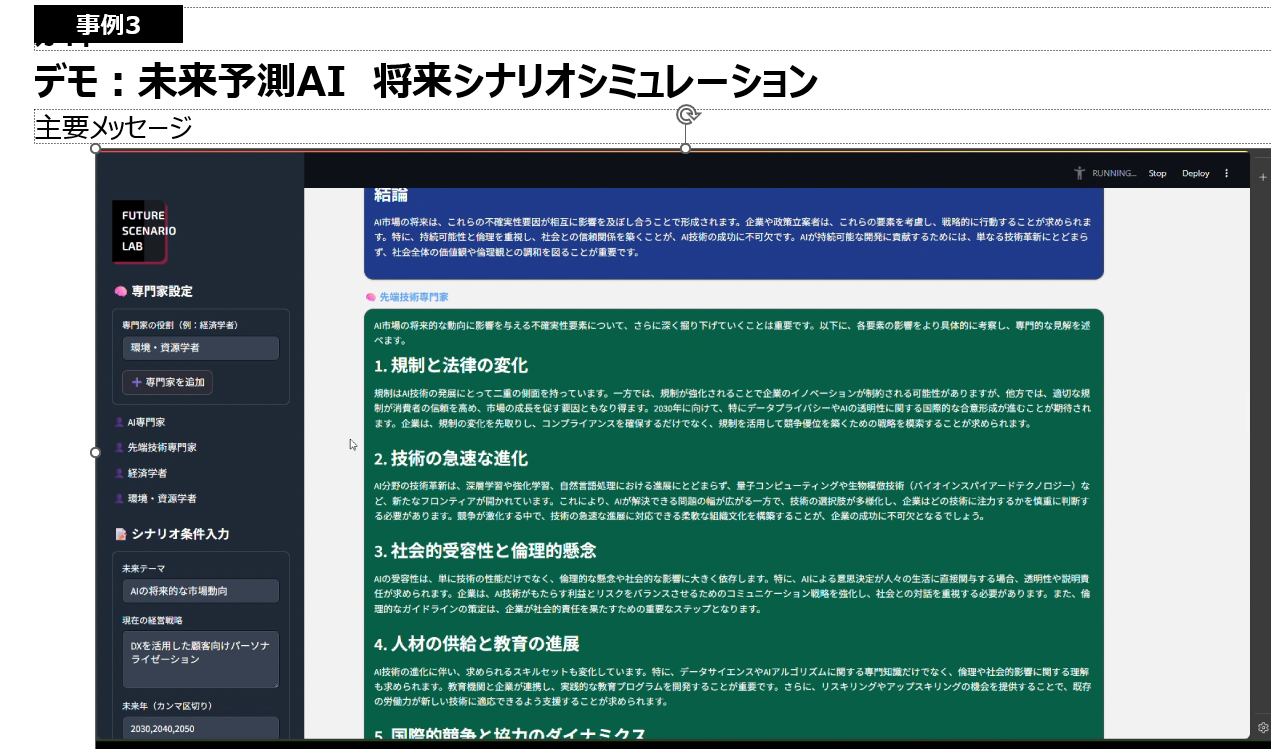 事例3
デモ：未来予測AI 将来シナリオシミュレーション
主要メッセージ
RUNNING...
Stop
Deploy
FUTURE
SCENARIO
LAB
専門家設定
専門家の役割（例：経済学者）
環境・資源学者
専門家を追加
AI専門家
先端技術専門家
経済学者
環境・資源学者
シナリオ条件入力
未来テーマ
AIの将来的な市場動向
現在の経営戦略
DXを活用した顧客向けパーソナ
ライゼーション
未来年（カンマ区切り）
2030,2040,2050
結論
AI市場の将来は、これらの不確実性要因が相互に影響を及ぼし合うことで形成されます。企業や政策立案者は、これらの要素を考慮し、戦略的に行動することが求められま
す。特に、持続可能性と倫理を重視し、社会との信頼関係を築くことが、AI技術の成功に不可欠です。AIが持続可能な開発に貢献するためには、単なる技術革新にとどまら
ず、社会全体の価値観や倫理観との調和を図ることが重要です。
先端技術専門家
AI市場の将来的な動向に影響を与える不確実性要素について、さらに深く掘り下げていくことは重要です。以下に、各要素の影響をより具体的に考察し、専門的な見解を述
べます。
1. 規制と法律の変化
規制はAI技術の発展にとって二重の側面を持っています。一方では、規制が強化されることで企業のイノベーションが制約される可能性がありますが、他方では、適切な規
制が消費者の信頼を高め、市場の成長を促す要因ともなり得ます。2030年に向けて、特にデータプライバシーやAIの透明性に関する国際的な合意形成が進むことが期待され
ます。企業は、規制の変化を先取りし、コンプライアンスを確保するだけでなく、規制を活用して競争優位を築くための戦略を模索することが求められます。
2. 技術の急速な進化
AI分野の技術革新は、深層学習や強化学習、自然言語処理における進展にとどまらず、量子コンピューティングや生物模倣技術（バイオインスパイアードテクノロジー）な
ど、新たなフロンティアが開かれています。これにより、AIが解決できる問題の幅が広がる一方で、技術の選択肢が多様化し、企業はどの技術に注力するかを慎重に判断す
る必要があります。競争が激化する中で、技術の急速な進展に対応できる柔軟な組織文化を構築することが、企業の成功に不可欠となるでしょう。
3. 社会的受容性と倫理的懸念
AIの受容性は、単に技術の性能だけでなく、倫理的な懸念や社会的な影響に大きく依存します。特に、AIによる意思決定が人々の生活に直接関与する場合、透明性や説明責
任が求められます。企業は、AI技術がもたらす利益とリスクをバランスさせるためのコミュニケーション戦略を強化し、社会との対話を重視する必要があります。また、倫
理的なガイドラインの策定は、企業が社会的責任を果たすための重要なステップとなります。
4. 人材の供給と教育の進展
AI技術の進化に伴い、求められるスキルセットも変化しています。特に、データサイエンスやAIアルゴリズムに関する専門知識だけでなく、倫理や社会的影響に関する理解
も求められます。教育機関と企業が連携し、実践的な教育プログラムを開発することが重要です。さらに、リスキリングやアップスキリングの機会を提供することで、既存
の労働力が新しい技術に適応できるよう支援することが求められます。
5. 国際的競争と協力のダイナミクス